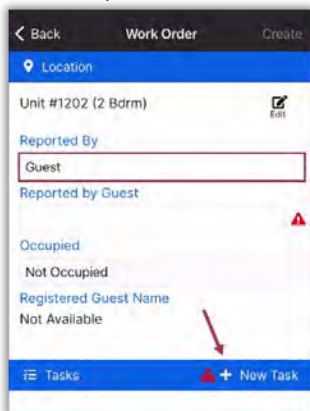 Back Work Order Create
Location
Unit #1202 (2 Bdrm)
Edit
Reported By
Guest
Reported by Guest
Occupied
Not Occupied
Registered Guest Name
Not Available
Tasks + New Task